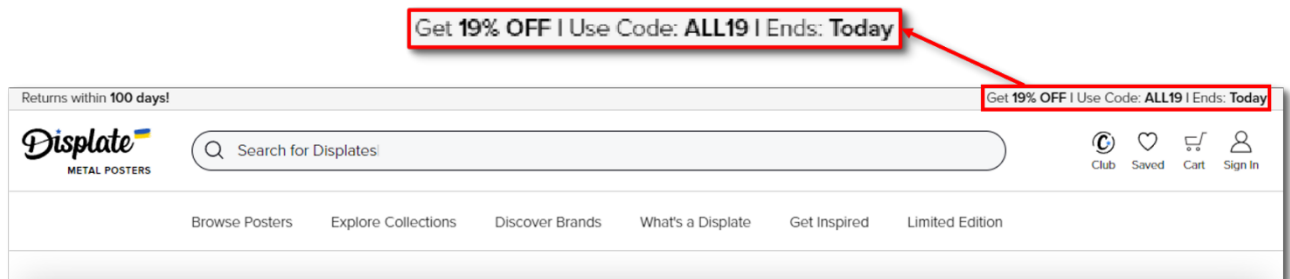 Get 19% OFF | Use Code: ALL19 | Ends: Today
Returns within 100 days!
Get 19% OFF | Use Code: ALL19 | Ends: Today
Displate
METAL POSTERS
Search for Displates
Club Saved Cart Sign In
Browse Posters Explore Collections Discover Brands What's a Displate Get Inspired Limited Edition